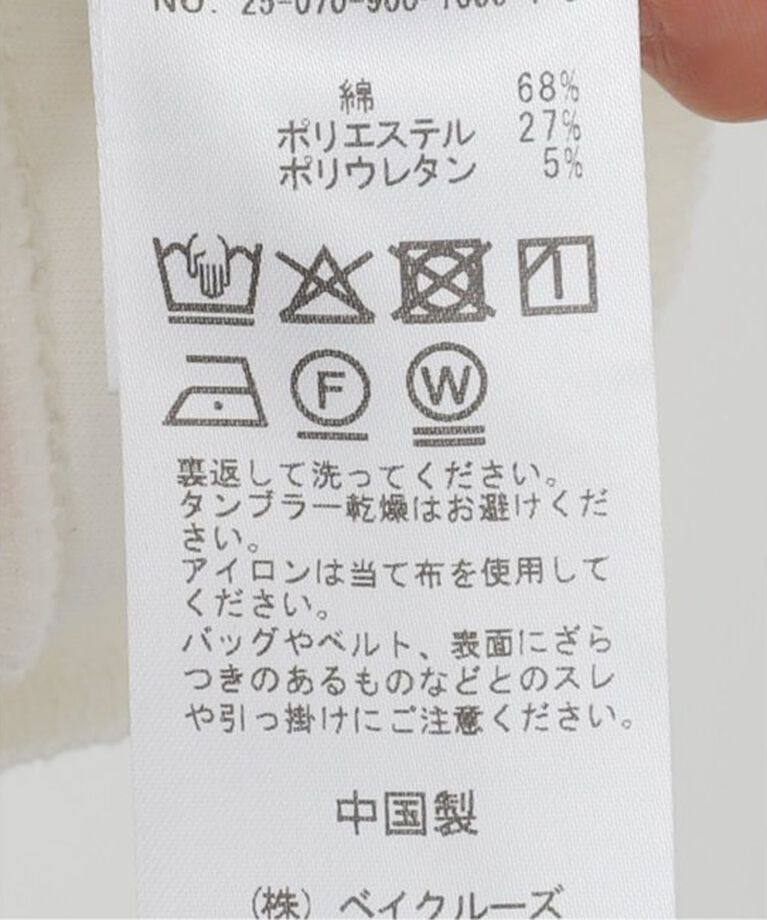 綿 68%
ポリエステル 27%
ポリウレタン 5%
F W
裏返して洗ってください。
タンブラー乾燥はお避けくだ
さい。
アイロンは当て布を使用して
ください。
バッグやベルト、表面にざら
つきのあるものなどとのスレ
や引っ掛けにご注意ください。
中国製
(株) ベイクルーズ